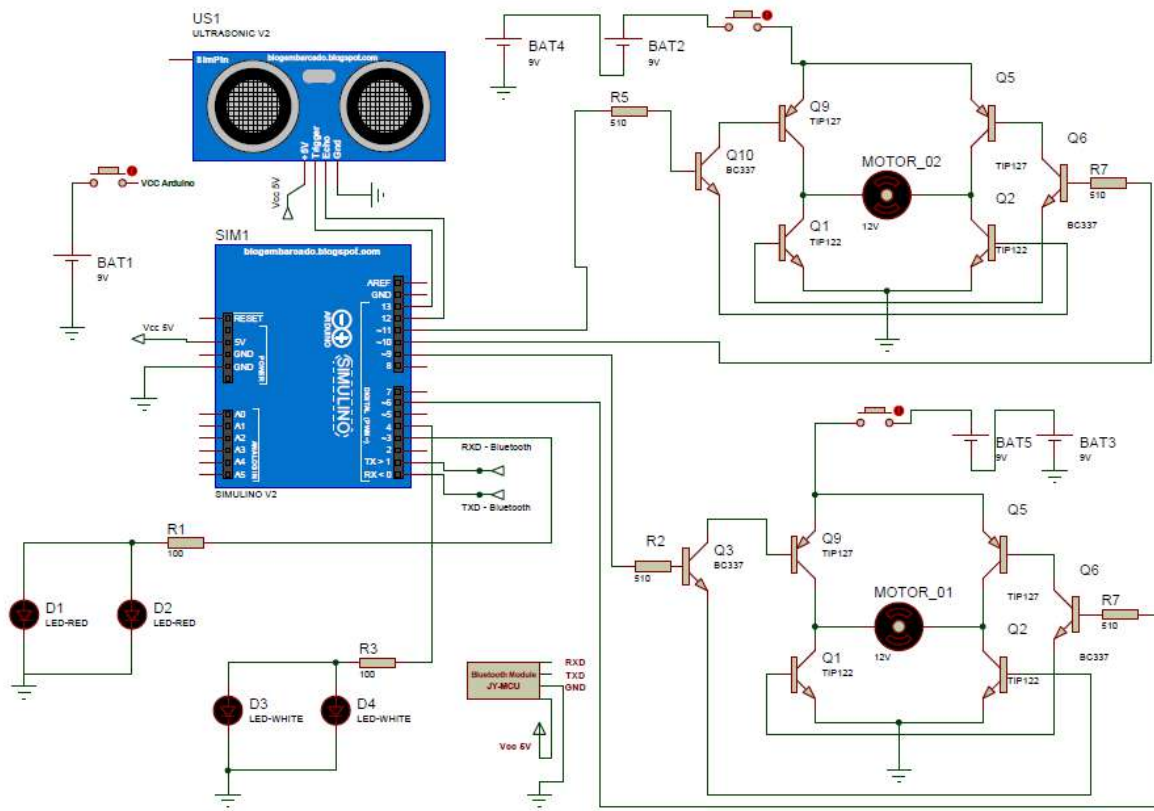 US1
ULTRASONIC V2
SimPin
blogembarcado.blogspot.com
+5V
Trigger
Echo
Gnd
Vcc 5V
BAT4
9V
BAT2
9V
R5
510
Q9
TIP127
Q5
TIP127
Q10
BC337
Q6
BC337
R7
510
MOTOR_02
12V
Q1
TIP122
Q2
TIP122
VCC Arduino
BAT1
9V
SIM1
blogembarcado.blogspot.com
RESET
5V
GND
GND
POWER
A0
A1
A2
A3
A4
A5
ANALOG IN
ARDUINO
SIMULINO
DIGITAL (PWM~)
AREF
GND
13
12
~11
~10
~9
8
7
~6
~5
4
~3
2
TX > 1
RX < 0
SIMULINO V2
Vcc 5V
RXD - Bluetooth
TXD - Bluetooth
BAT5
9V
BAT3
9V
R2
510
Q3
BC337
Q9
TIP127
Q5
TIP127
Q6
BC337
R7
510
MOTOR_01
12V
Q1
TIP122
Q2
TIP122
R1
100
D1
LED-RED
D2
LED-RED
R3
100
D3
LED-WHITE
D4
LED-WHITE
Bluetooth Module
JY-MCU
RXD
TXD
GND
Vcc 5V